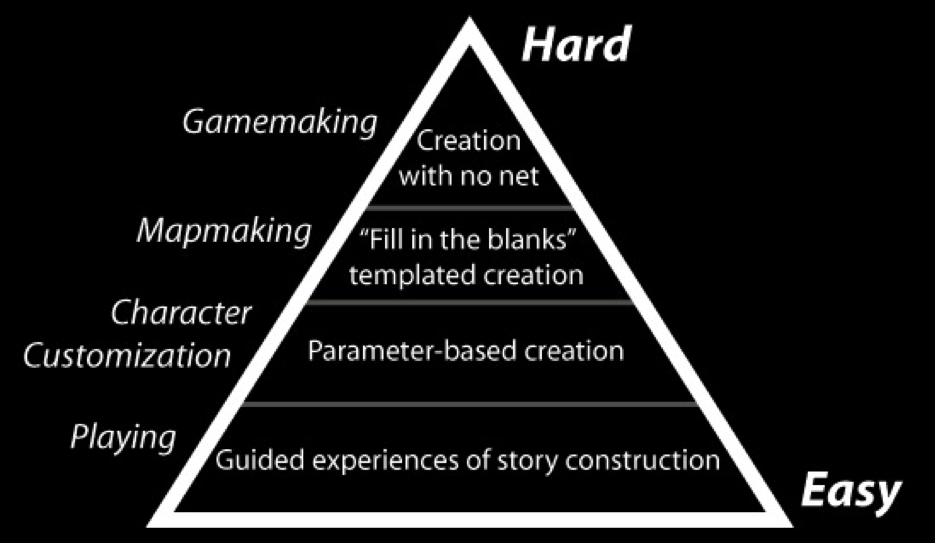 Hard
Gamemaking
Creation
with no net
Mapmaking
“Fill in the blanks”
templated creation
Character
Customization
Parameter-based creation
Playing
Guided experiences of story construction
Easy